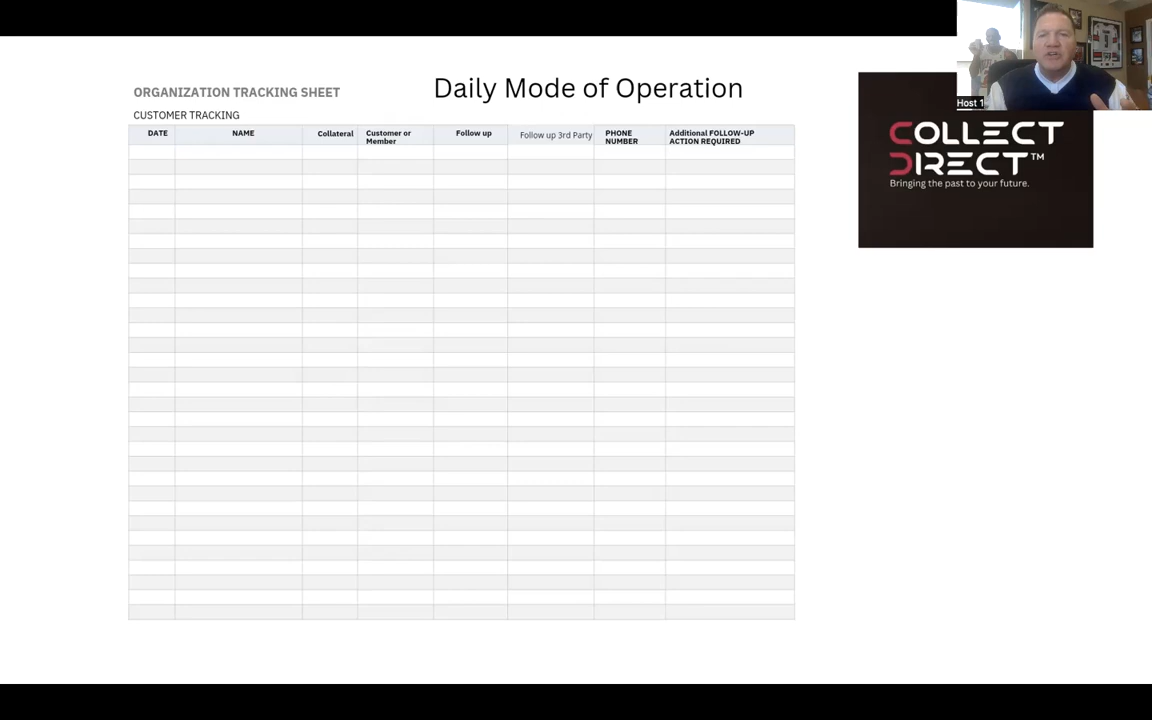 Daily Mode of Operation
ORGANIZATION TRACKING SHEET
CUSTOMER TRACKING
DATE NAME Collateral Customer or Member Follow up Follow up 3rd Party PHONE NUMBER Additional FOLLOW-UP ACTION REQUIRED
Host 1
COLLECT
DIRECT™
Bringing the past to your future.